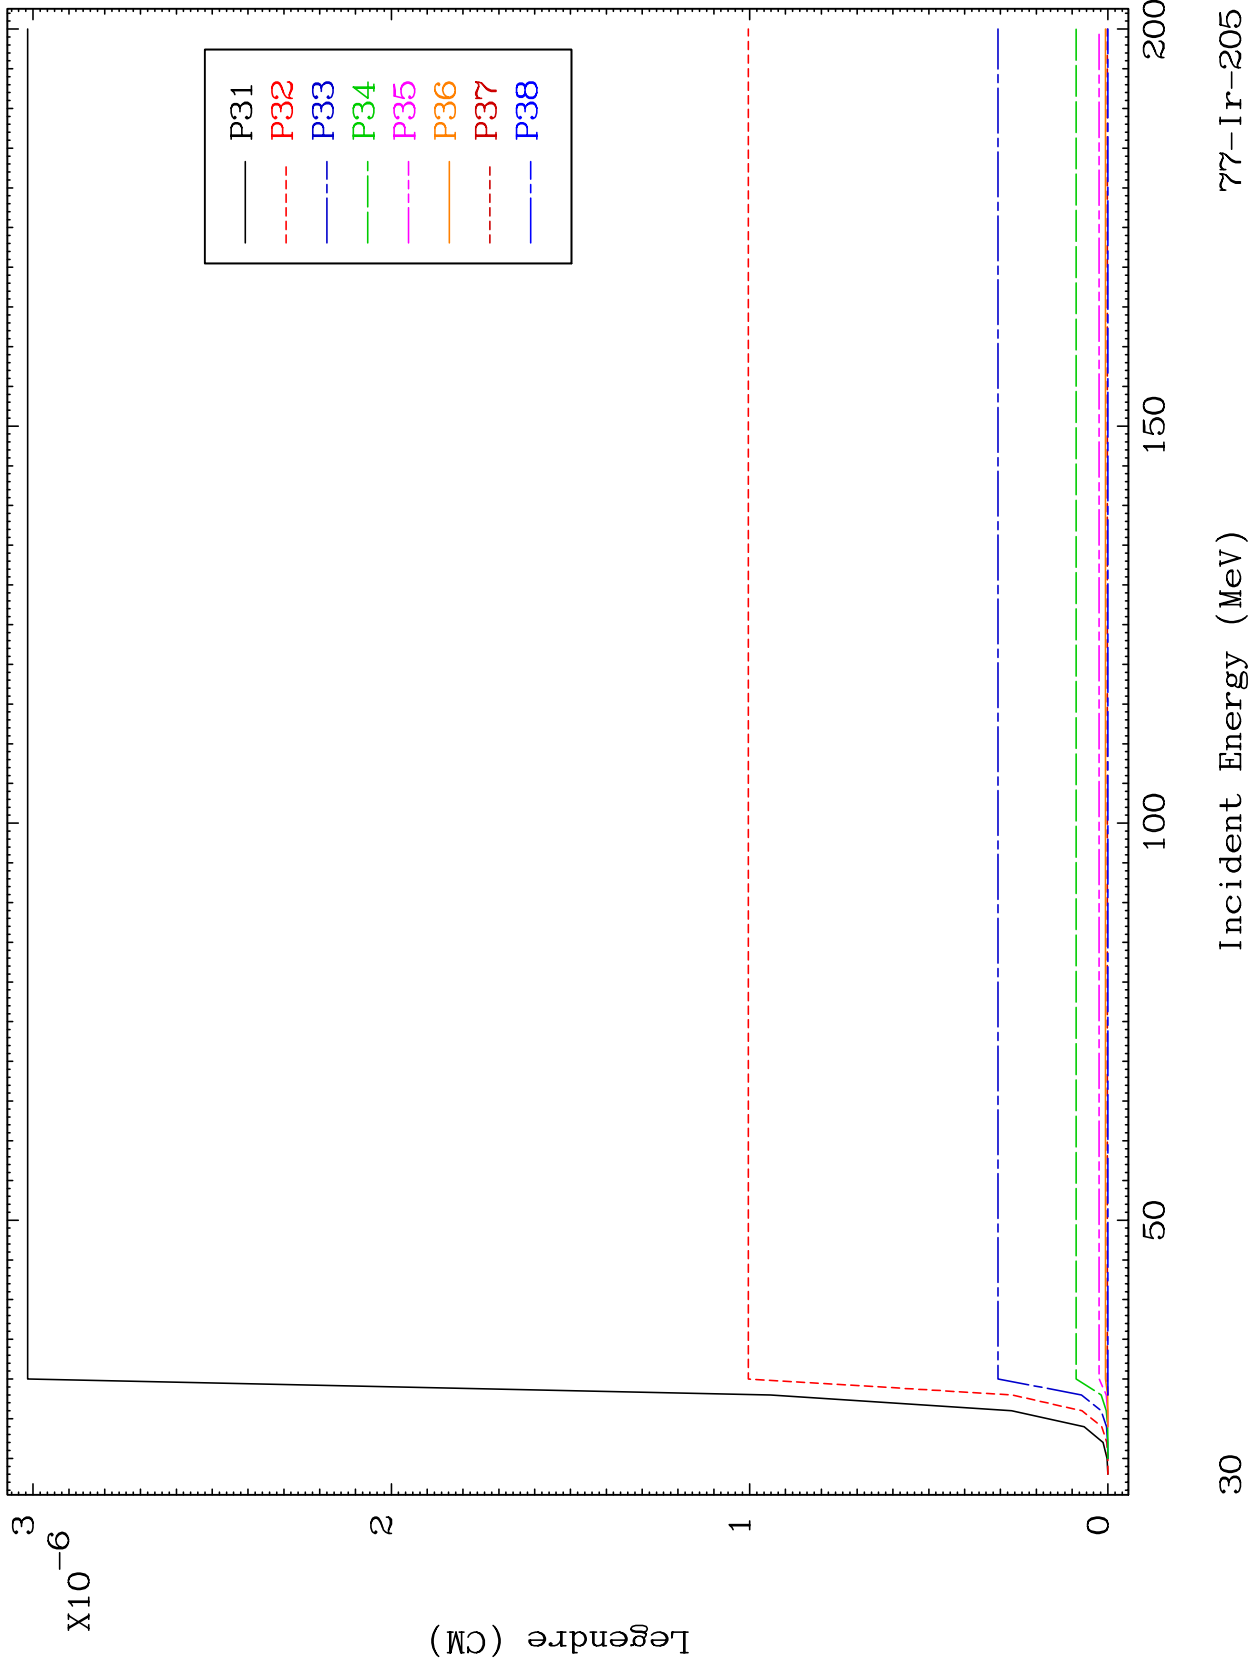 3
2
1
0
X10
-6
Legendre (CM)
P31
P32
P33
P34
P35
P36
P37
P38
50
100
150
200
Incident Energy (MeV)
30
77-Ir-205